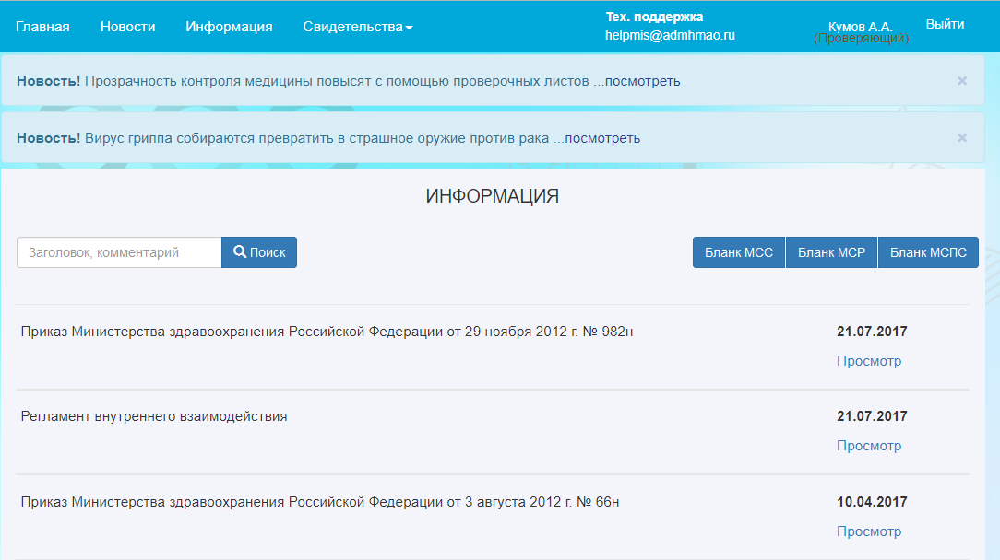 Главная Новости Информация Свидетельства Тех. поддержка helpmis@admhmao.ru Кумов А.А. (Проверяющий) Выйти
Новость! Прозрачность контроля медицины повысят с помощью проверочных листов ...посмотреть ×
Новость! Вирус гриппа собираются превратить в страшное оружие против рака ...посмотреть ×
ИНФОРМАЦИЯ
Заголовок, комментарий Поиск Бланк МСС Бланк МСР Бланк МСПС
Приказ Министерства здравоохранения Российской Федерации от 29 ноября 2012 г. № 982н 21.07.2017
Просмотр
Регламент внутреннего взаимодействия 21.07.2017
Просмотр
Приказ Министерства здравоохранения Российской Федерации от 3 августа 2012 г. № 66н 10.04.2017
Просмотр